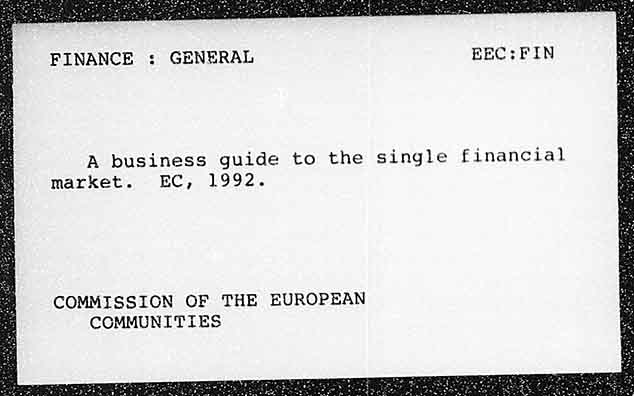 FINANCE : GENERAL EEC:FIN
A business guide to the single financial
market. EC, 1992.
COMMISSION OF THE EUROPEAN
COMMUNITIES